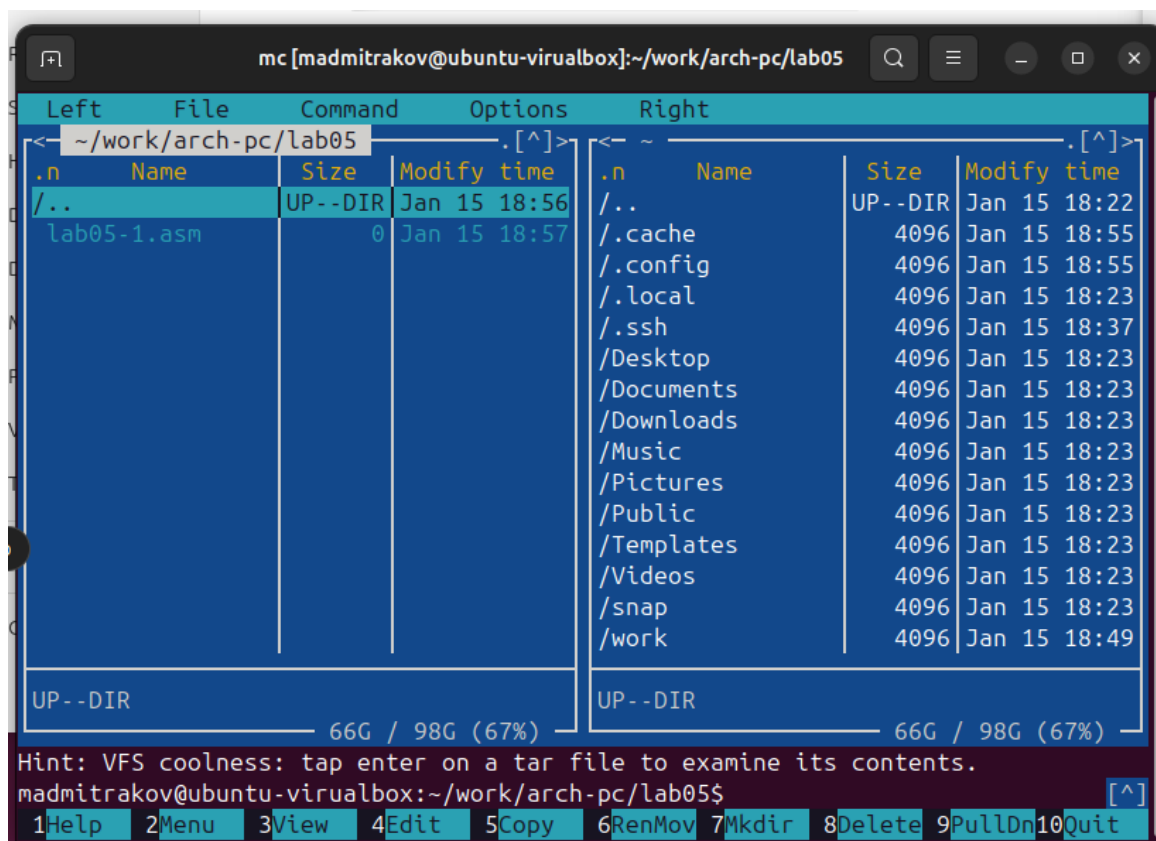 mc [madmitrakov@ubuntu-virualbox]:~/work/arch-pc/lab05
Left File Command Options Right
<─ ~/work/arch-pc/lab05 ─.[^]>
.n Name Size Modify time
/.. UP--DIR Jan 15 18:56
lab05-1.asm 0 Jan 15 18:57
UP--DIR
66G / 98G (67%)
<─ ~ ─.[^]>
.n Name Size Modify time
/.. UP--DIR Jan 15 18:22
/.cache 4096 Jan 15 18:55
/.config 4096 Jan 15 18:55
/.local 4096 Jan 15 18:23
/.ssh 4096 Jan 15 18:37
/Desktop 4096 Jan 15 18:23
/Documents 4096 Jan 15 18:23
/Downloads 4096 Jan 15 18:23
/Music 4096 Jan 15 18:23
/Pictures 4096 Jan 15 18:23
/Public 4096 Jan 15 18:23
/Templates 4096 Jan 15 18:23
/Videos 4096 Jan 15 18:23
/snap 4096 Jan 15 18:23
/work 4096 Jan 15 18:49
UP--DIR
66G / 98G (67%)
Hint: VFS coolness: tap enter on a tar file to examine its contents.
madmitrakov@ubuntu-virualbox:~/work/arch-pc/lab05$ [^]
1Help 2Menu 3View 4Edit 5Copy 6RenMov 7Mkdir 8Delete 9PullDn 10Quit